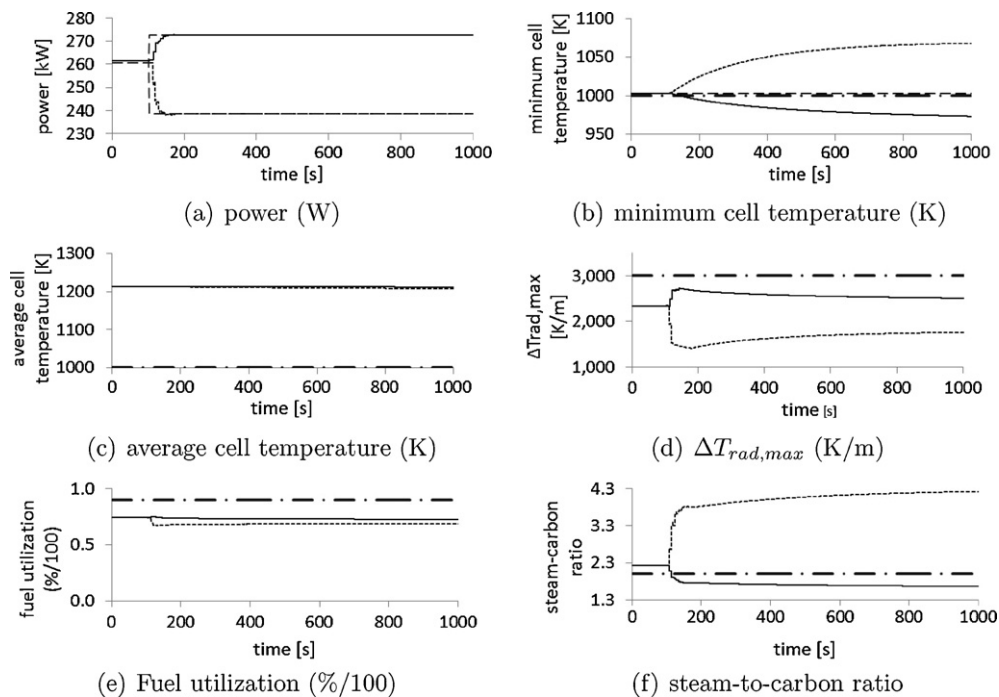 280
270
260
250
240
230
power [kW]
0 200 400 600 800 1000
time [s]
(a) power (W)
1100
1050
1000
950
minimum cell
temperature [K]
0 200 400 600 800 1000
time [s]
(b) minimum cell temperature (K)
1300
1200
1100
1000
average cell
temperature [K]
0 200 400 600 800 1000
time [s]
(c) average cell temperature (K)
3,000
2,000
1,000
ΔTrad,max
[K/m]
0 200 400 600 800 1000
time [s]
(d) ΔTrad,max (K/m)
1.0
0.5
0.0
fuel utilization
(%/100)
0 200 400 600 800 1000
time [s]
(e) Fuel utilization (%/100)
4.3
3.3
2.3
1.3
steam-carbon
ratio
0 200 400 600 800 1000
time [s]
(f) steam-to-carbon ratio